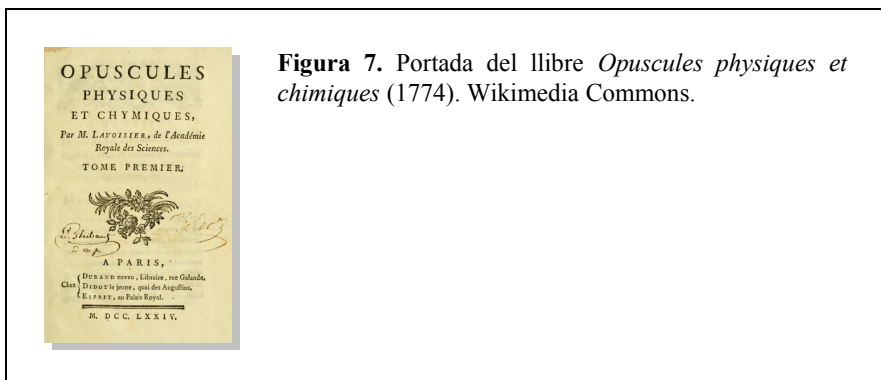 OPUSCULES
PHYSIQUES
ET CHYMIQUES,
Par M. LAVOISIER, de l'Académie
Royale des Sciences.
TOME PREMIER.
A PARIS,
Chez
DURAND neveu, Libraire, rue Galande.
DIDOT le jeune, quai des Augustins.
ESPRIT, au Palais Royal.
M. DCC. LXXIV.
Figura 7. Portada del llibre Opuscules physiques et
chimiques (1774). Wikimedia Commons.